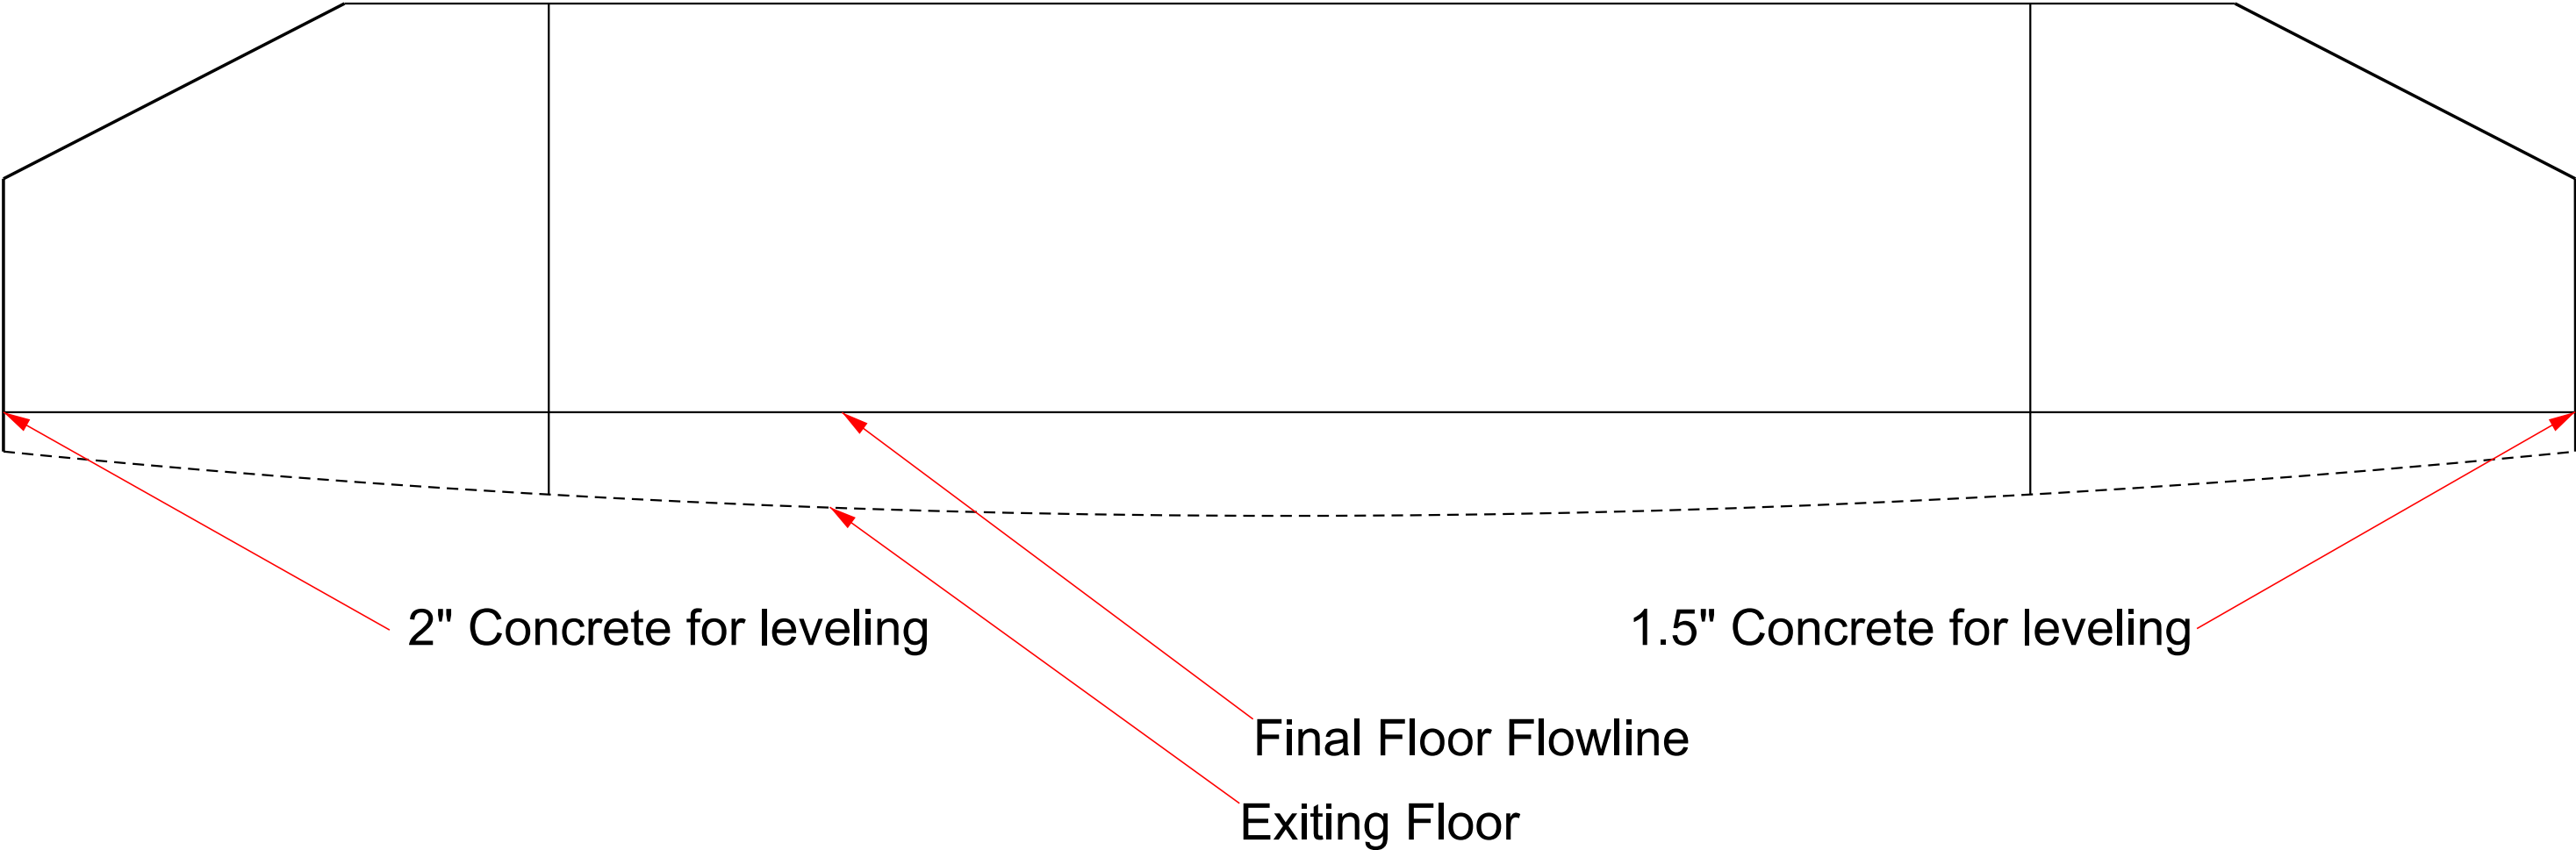 2" Concrete for leveling
1.5" Concrete for leveling
Final Floor Flowline
Exiting Floor